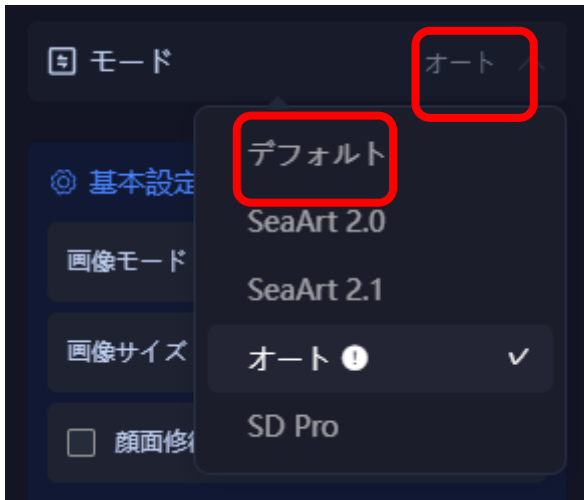 モード オート
デフォルト
基本設定
SeaArt 2.0
画像モード
SeaArt 2.1
画像サイズ
オート
SD Pro
顔面修